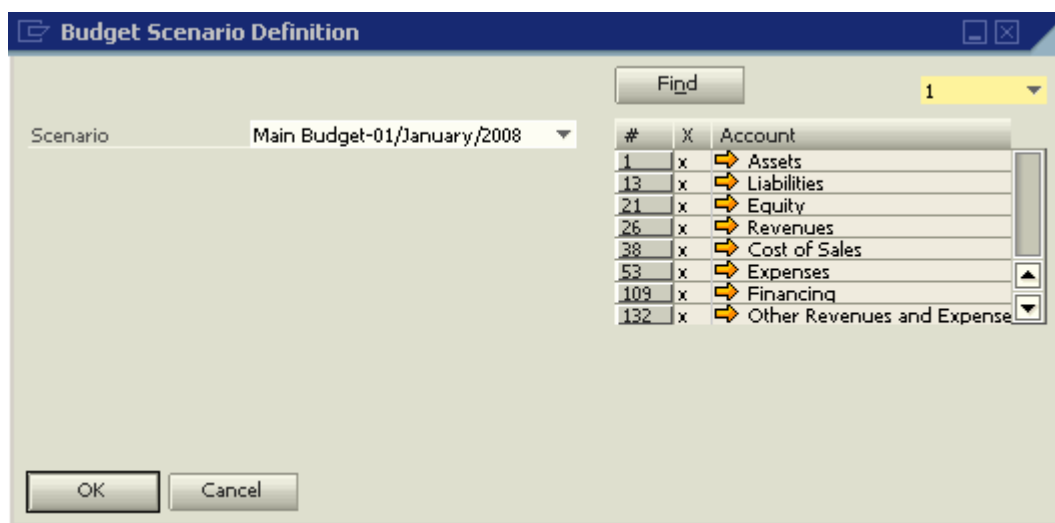 Budget Scenario Definition
Find
1
Scenario Main Budget-01/January/2008
# X Account
1 x Assets
13 x Liabilities
21 x Equity
26 x Revenues
38 x Cost of Sales
53 x Expenses
109 x Financing
132 x Other Revenues and Expense
OK Cancel